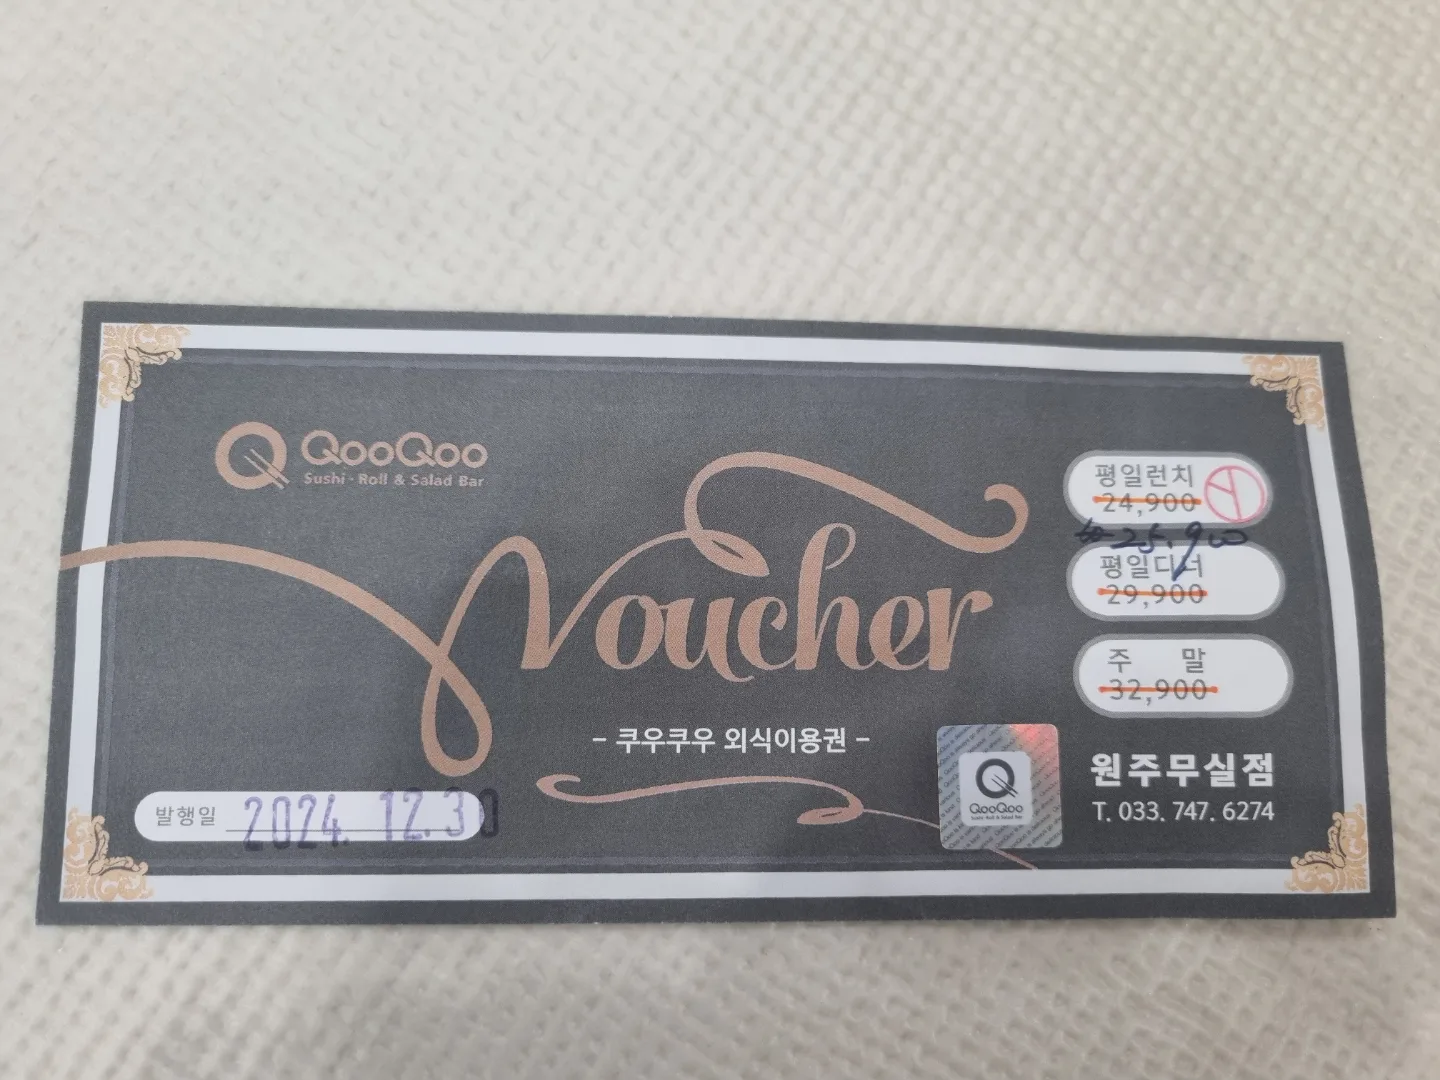 QooQoo
Sushi · Roll & Salad Bar
Voucher
- 쿠우쿠우 외식이용권 -
발행일 2024. 12.30
평일런치
24,900
₩25,900
평일디너
29,900
주 말
32,900
QooQoo
원주무실점
T. 033. 747. 6274